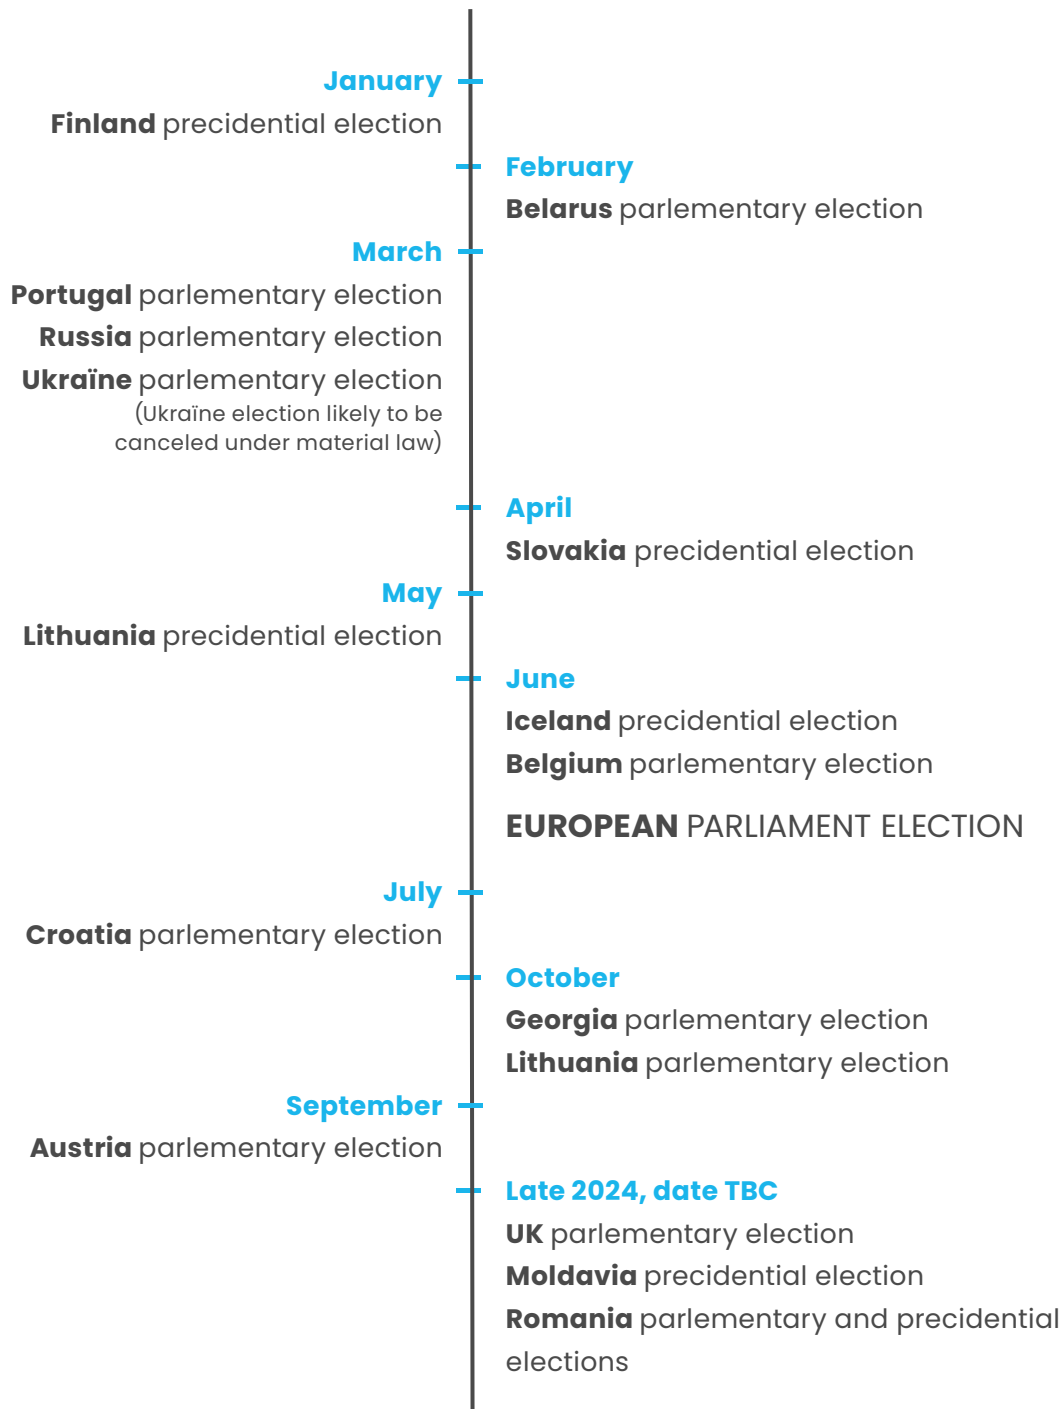 January
Finland precidential election
February
Belarus parlementary election
March
Portugal parlementary election
Russia parlementary election
Ukraïne parlementary election
(Ukraïne election likely to be
canceled under material law)
April
Slovakia precidential election
May
Lithuania precidential election
June
Iceland precidential election
Belgium parlementary election
EUROPEAN PARLIAMENT ELECTION
July
Croatia parlementary election
October
Georgia parlementary election
Lithuania parlementary election
September
Austria parlementary election
Late 2024, date TBC
UK parlementary election
Moldavia precidential election
Romania parlementary and precidential
elections